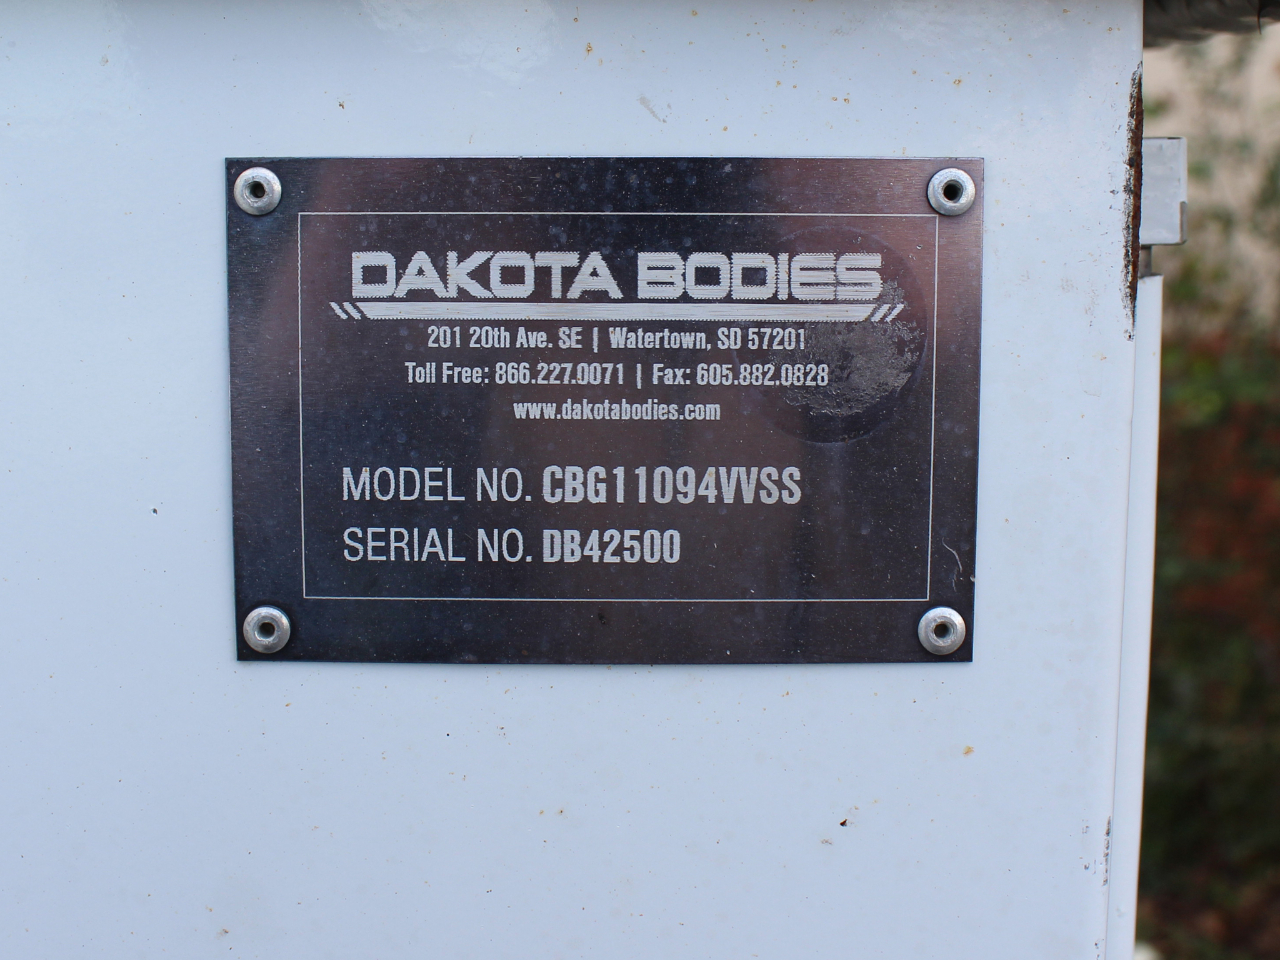 DAKOTA BODIES
201 20th Ave. SE | Watertown, SD 57201
Toll Free: 866.227.0071 | Fax: 605.882.0828
www.dakotabodies.com
MODEL NO. CBG11094VVSS
SERIAL NO. DB42500